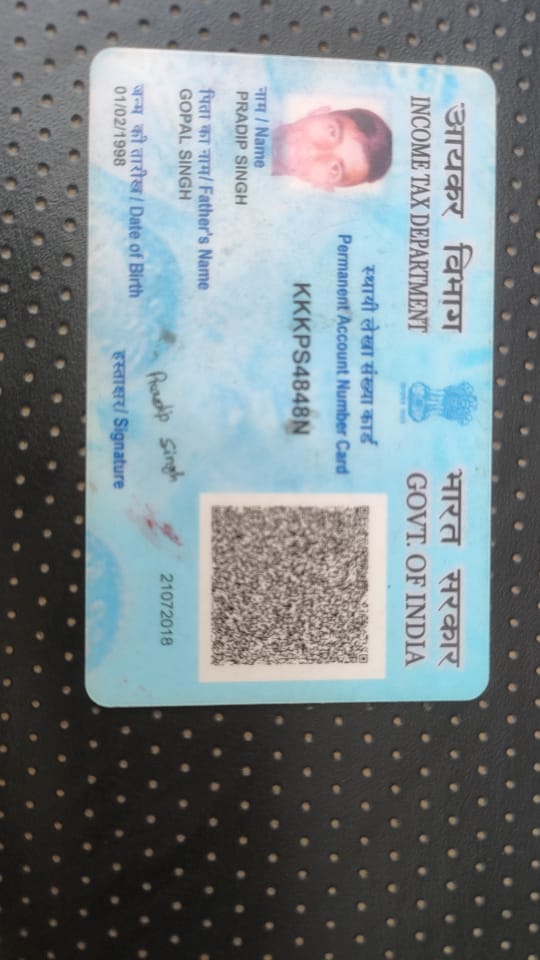 आयकर विभाग
INCOME TAX DEPARTMENT
भारत सरकार
GOVT. OF INDIA
स्थायी लेखा संख्या कार्ड
Permanent Account Number Card
KKKPS4848N
नाम / Name
PRADIP SINGH
पिता का नाम/ Father's Name
GOPAL SINGH
जन्म की तारीख / Date of Birth
01/02/1998
Pradip Singh
हस्ताक्षर/ Signature
21072018